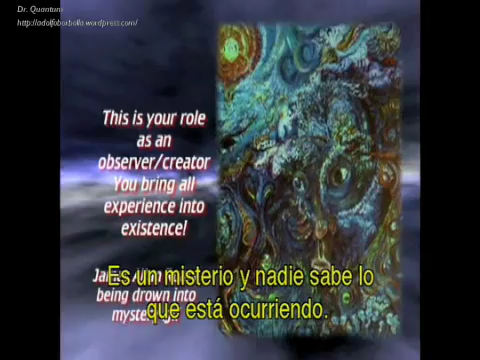 Dr. Quantum
http://adolfoborbolla.wordpress.com/
This is your role
as an
observer/creator
You bring all
experience into
existence!
Es un misterio y nadie sabe lo
being drown into
que está ocurriendo.